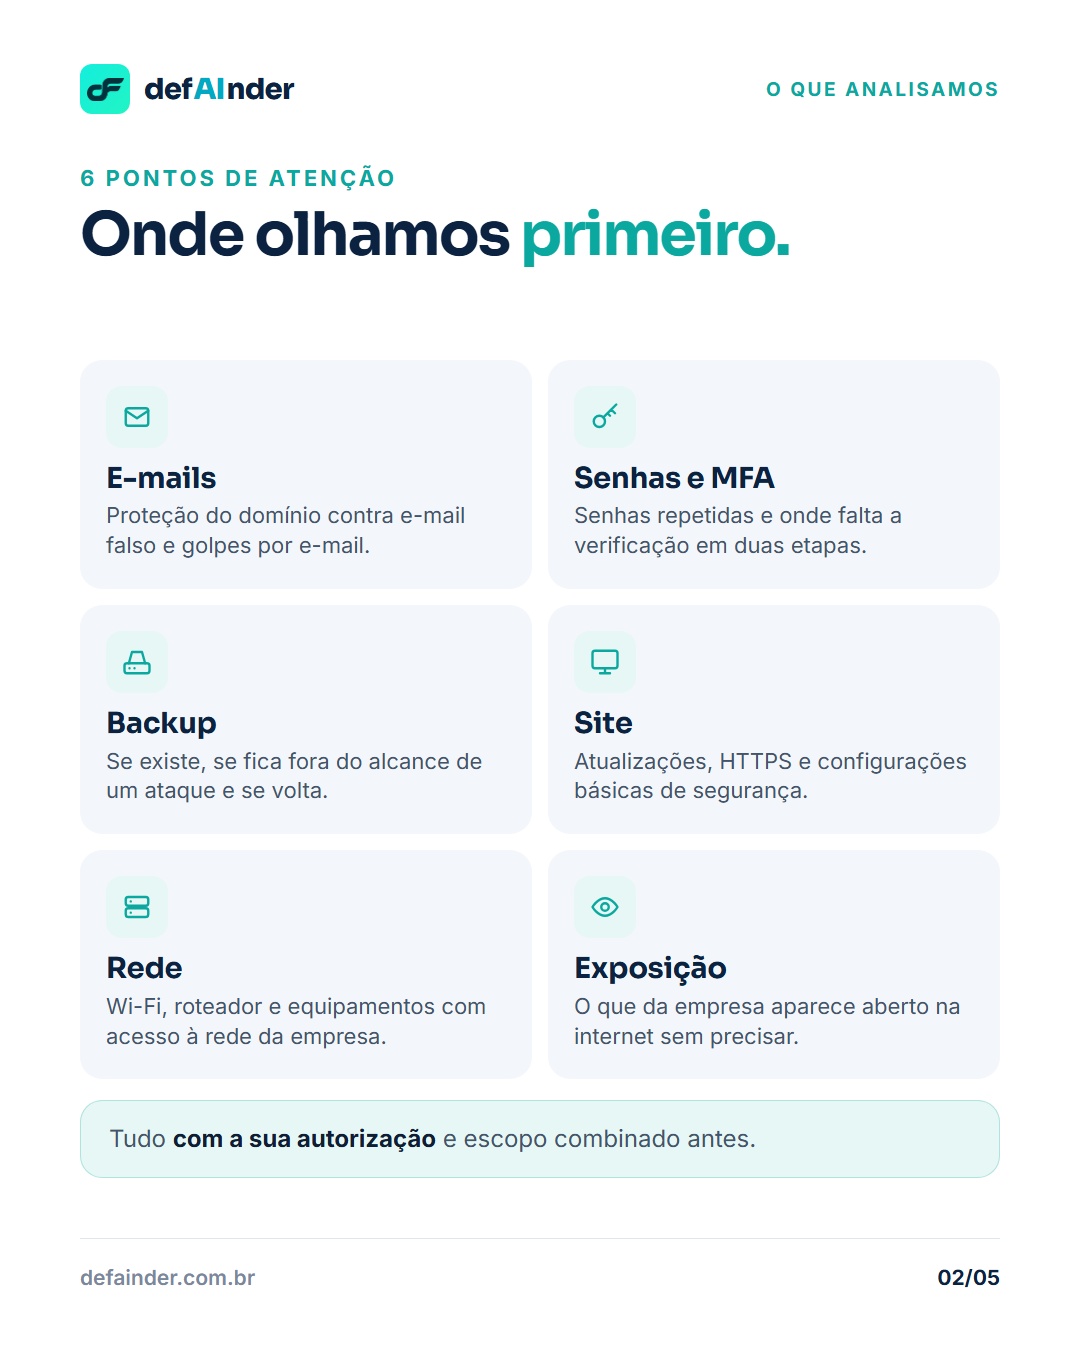 defAInder
O QUE ANALISAMOS
6 PONTOS DE ATENÇÃO
Onde olhamos primeiro.
E-mails
Proteção do domínio contra e-mail
falso e golpes por e-mail.
Senhas e MFA
Senhas repetidas e onde falta a
verificação em duas etapas.
Backup
Se existe, se fica fora do alcance de
um ataque e se volta.
Site
Atualizações, HTTPS e configurações
básicas de segurança.
Rede
Wi-Fi, roteador e equipamentos com
acesso à rede da empresa.
Exposição
O que da empresa aparece aberto na
internet sem precisar.
Tudo com a sua autorização e escopo combinado antes.
defainder.com.br
02/05